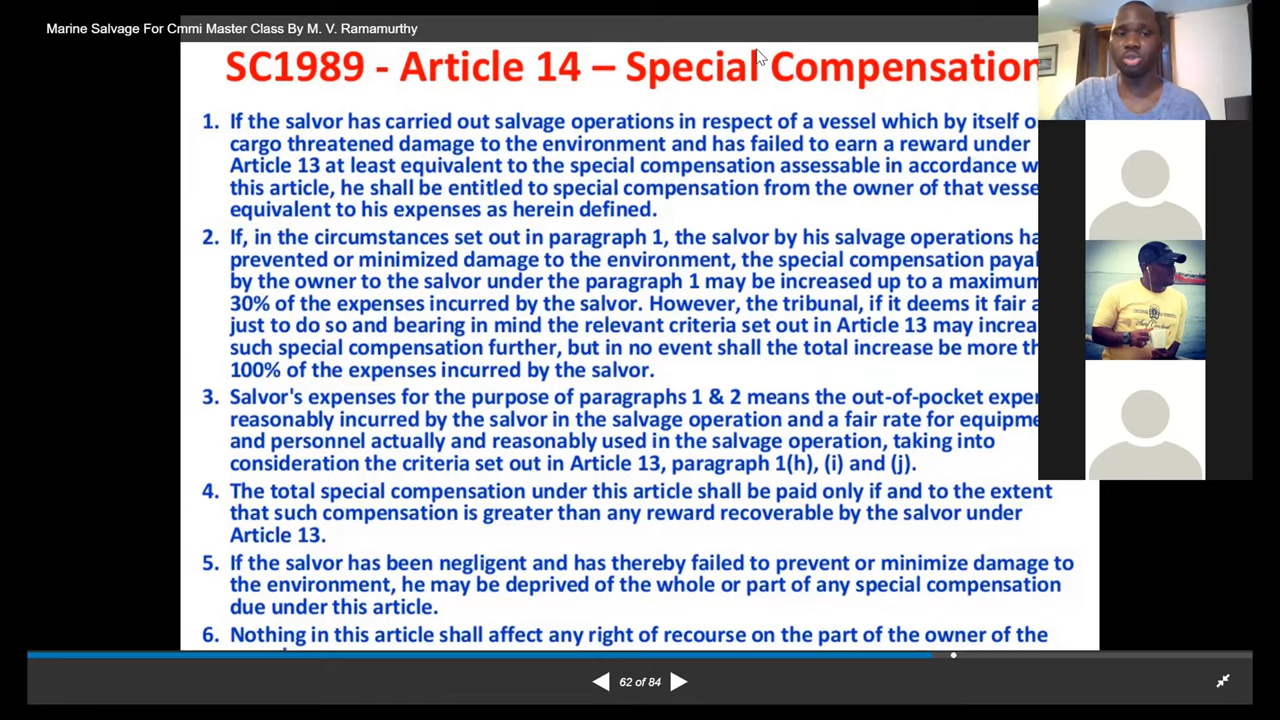 Marine Salvage For Cmmi Master Class By M. V. Ramamurthy
SC1989 - Article 14 – Special Compensation
1. If the salvor has carried out salvage operations in respect of a vessel which by itself
cargo threatened damage to the environment and has failed to earn a reward under
Article 13 at least equivalent to the special compensation assessable in accordance
this article, he shall be entitled to special compensation from the owner of that
equivalent to his expenses as herein defined.
2. If, in the circumstances set out in paragraph 1, the salvor by his salvage operations
prevented or minimized damage to the environment, the special compensation
by the owner to the salvor under the paragraph 1 may be increased up to a maximum
30% of the expenses incurred by the salvor. However, the tribunal, if it deems it fair
just to do so and bearing in mind the relevant criteria set out in Article 13 may
such special compensation further, but in no event shall the total increase be more
100% of the expenses incurred by the salvor.
3. Salvor's expenses for the purpose of paragraphs 1 & 2 means the out-of-pocket
reasonably incurred by the salvor in the salvage operation and a fair rate for
and personnel actually and reasonably used in the salvage operation, taking into
consideration the criteria set out in Article 13, paragraph 1(h), (i) and (j).
4. The total special compensation under this article shall be paid only if and to the extent
that such compensation is greater than any reward recoverable by the salvor under
Article 13.
5. If the salvor has been negligent and has thereby failed to prevent or minimize damage to
the environment, he may be deprived of the whole or part of any special compensation
due under this article.
6. Nothing in this article shall affect any right of recourse on the part of the owner of the
62 of 84